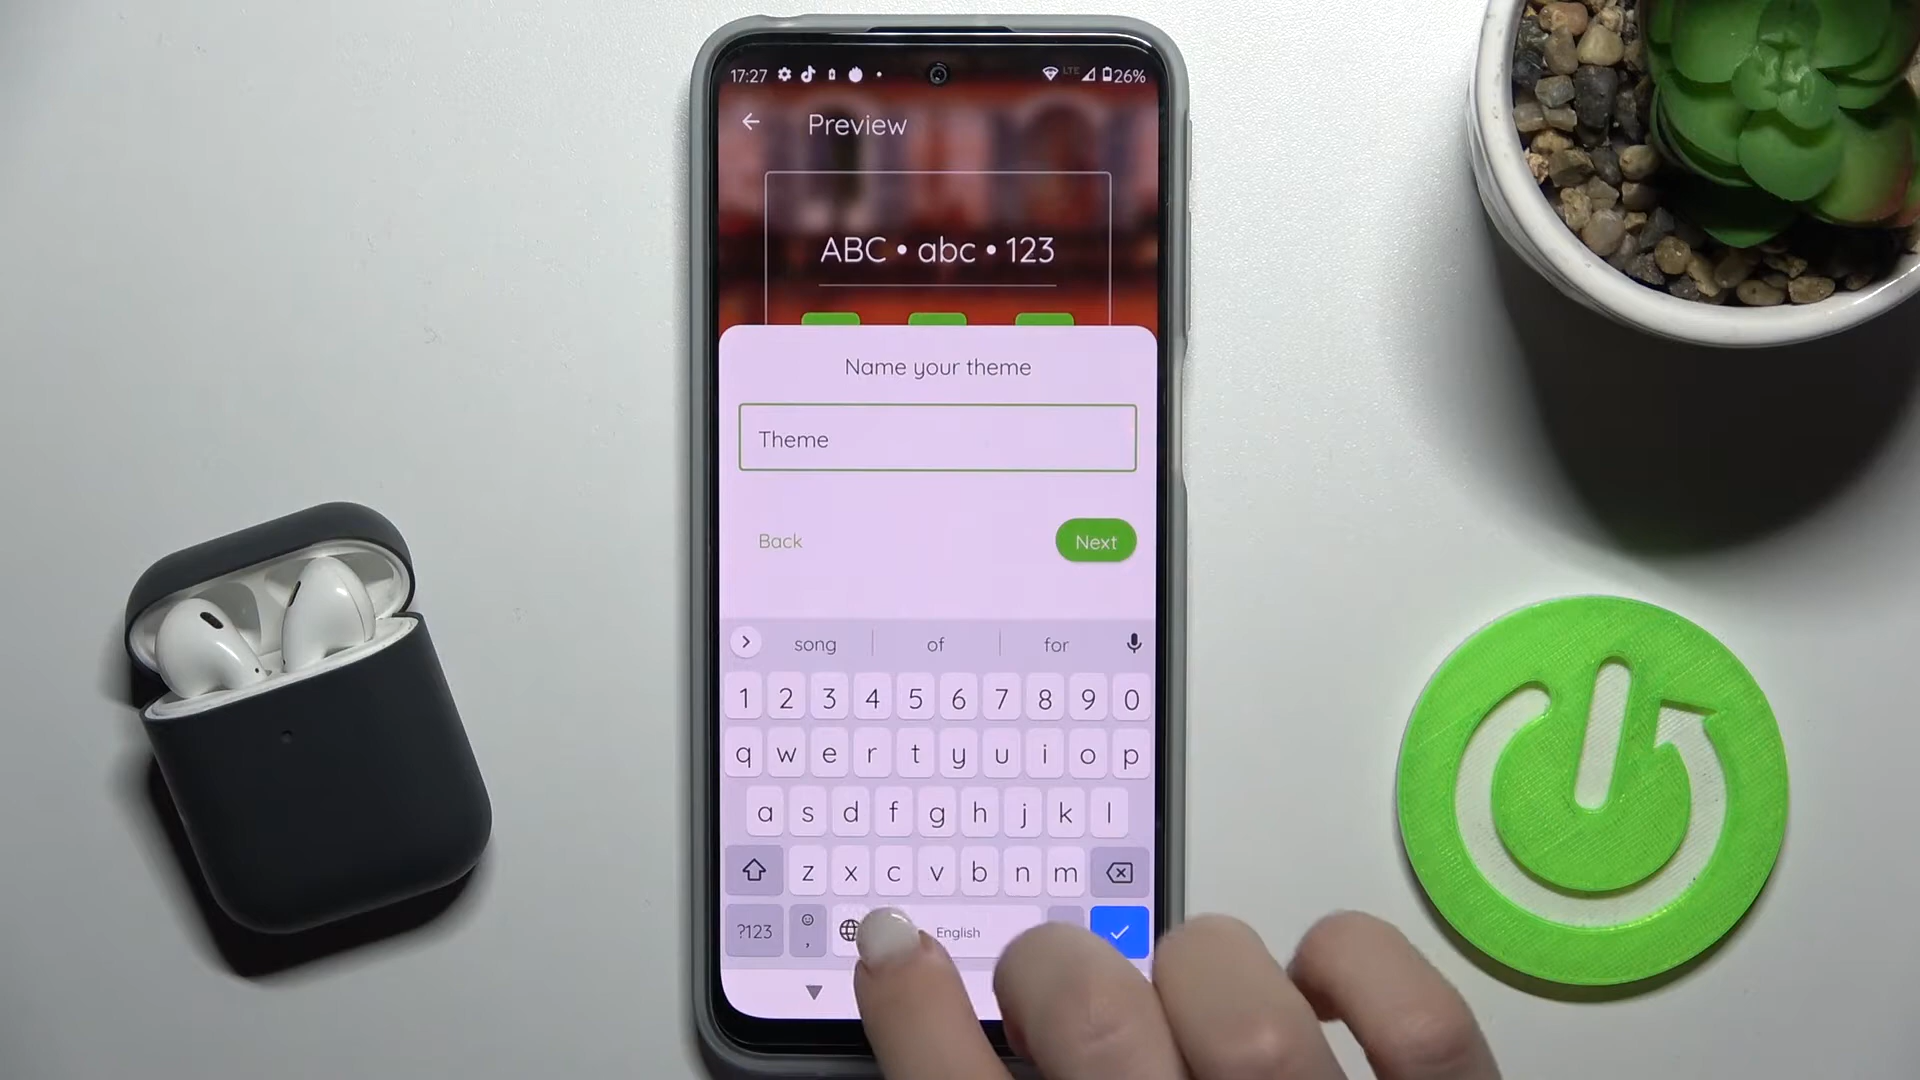 17:27 LTE 26%
Preview
ABC • abc • 123
Name your theme
Theme
Back Next
song of for
1 2 3 4 5 6 7 8 9 0
q w e r t y u i o p
a s d f g h j k l
z x c v b n m
?123 , English